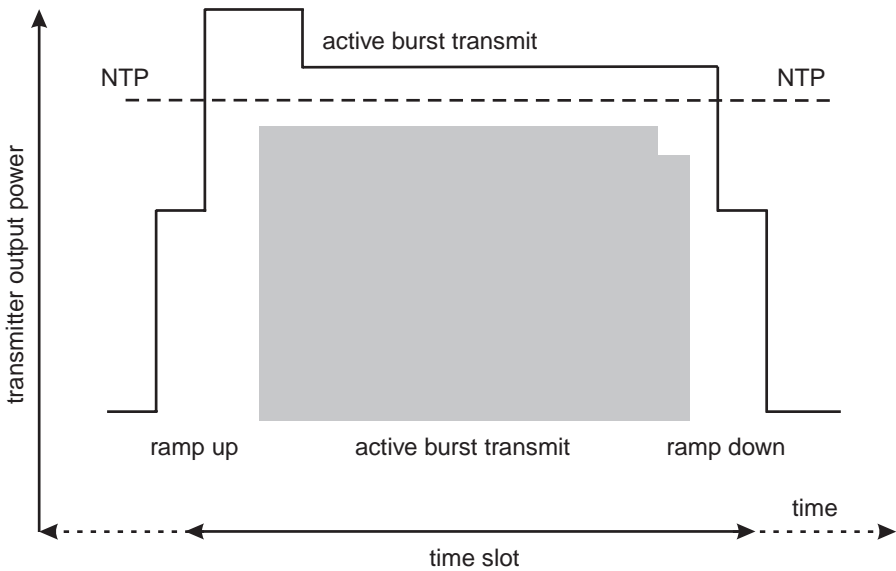 active burst transmit
NTP
NTP
transmitter output power
ramp up
active burst transmit
ramp down
time
time slot